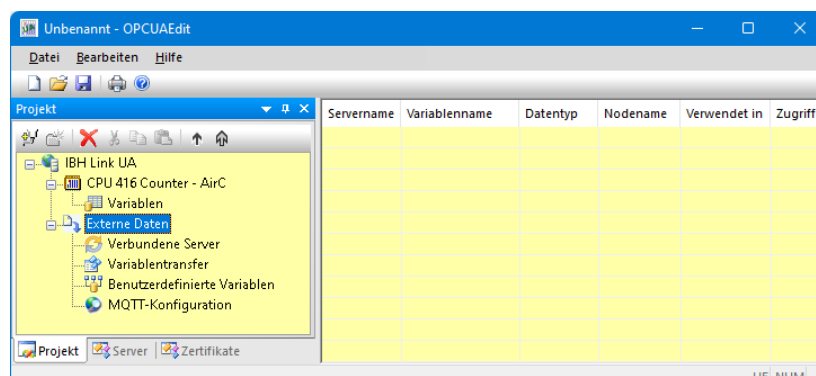 Unbenannt - OPCUAEdit
Datei Bearbeiten Hilfe
Projekt
Servername Variablenname Datentyp Nodename Verwendet in Zugriff
IBH Link UA
CPU 416 Counter - AirC
Variablen
Externe Daten
Verbundene Server
Variablentransfer
Benutzerdefinierte Variablen
MQTT-Konfiguration
Projekt Server Zertifikate
NUM